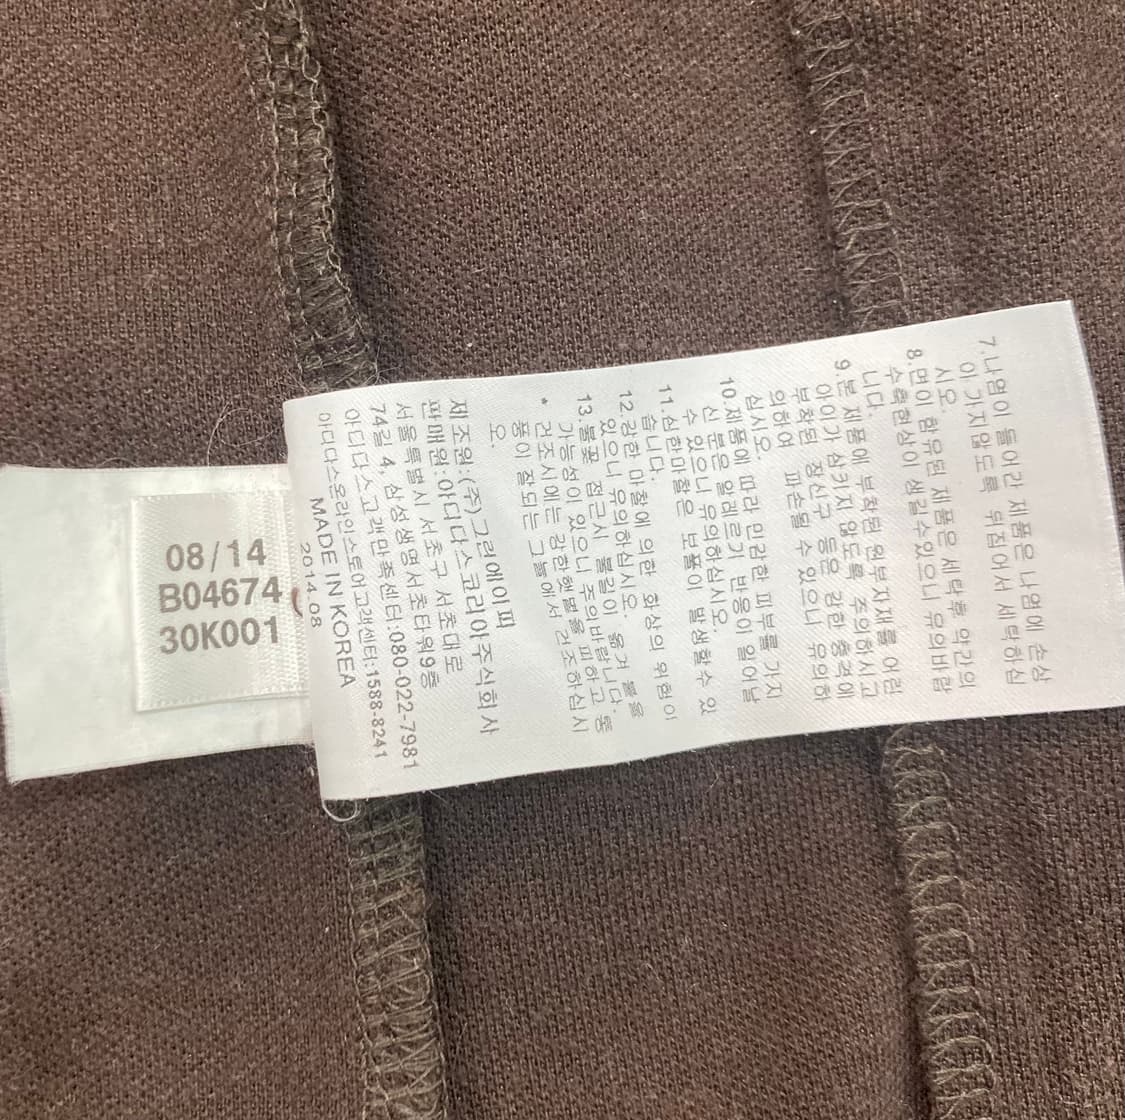 08/14
B04674
30K001
7.나염이 들어간 제품은 나염에 손상
이 가지않도록 뒤집어서 세탁하십
시오.
8.면이 함유된 제품은 세탁후 약간의
수축현상이 생길수있으니 유의바랍
니다.
9.본 제품에 부착된 원부자재를 어린
아이가 삼키지 않도록 주의하시고
부착된 장신구 등은 강한 충격에
의하여 파손될 수 있으니 유의하
십시오.
10.제품에 따라 민감한 피부를 가지
신 분은 알레르기 반응이 일어날
수 있으니 유의하십시오.
11.심한마찰은 보풀이 발생할수 있
습니다.
12.강한 마찰에 의한 화상의 위험이
있으니 유의하십시오.
13.불꽃 접근시 불길이 옮겨 붙을
가능성이 있으니 주의바랍니다.
* 건조시에는 강한햇볕을 피하고 통
풍이 잘되는 그늘에서 건조하십시
오.
제조원:(주)그린에이피
판매원:아디다스코리아주식회사
서울특별시 서초구 서초대로
74길 4, 삼성생명서초타워9층
아디다스고객만족센터:080-022-7981
아디다스온라인스토어고객센터:1588-8241
MADE IN KOREA
2014.08